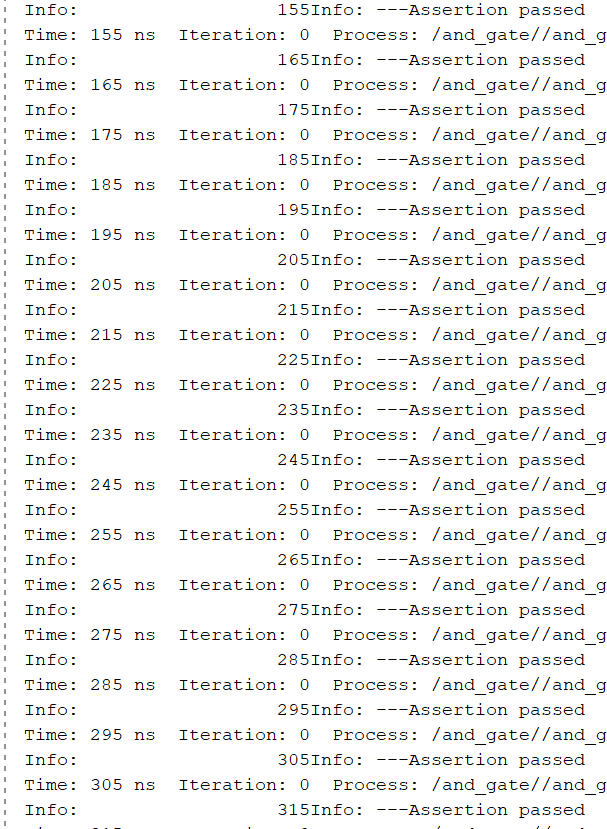 Info:                  155Info: ---Assertion passed
Time: 155 ns  Iteration: 0  Process: /and_gate//and_g
Info:                  165Info: ---Assertion passed
Time: 165 ns  Iteration: 0  Process: /and_gate//and_g
Info:                  175Info: ---Assertion passed
Time: 175 ns  Iteration: 0  Process: /and_gate//and_g
Info:                  185Info: ---Assertion passed
Time: 185 ns  Iteration: 0  Process: /and_gate//and_g
Info:                  195Info: ---Assertion passed
Time: 195 ns  Iteration: 0  Process: /and_gate//and_g
Info:                  205Info: ---Assertion passed
Time: 205 ns  Iteration: 0  Process: /and_gate//and_g
Info:                  215Info: ---Assertion passed
Time: 215 ns  Iteration: 0  Process: /and_gate//and_g
Info:                  225Info: ---Assertion passed
Time: 225 ns  Iteration: 0  Process: /and_gate//and_g
Info:                  235Info: ---Assertion passed
Time: 235 ns  Iteration: 0  Process: /and_gate//and_g
Info:                  245Info: ---Assertion passed
Time: 245 ns  Iteration: 0  Process: /and_gate//and_g
Info:                  255Info: ---Assertion passed
Time: 255 ns  Iteration: 0  Process: /and_gate//and_g
Info:                  265Info: ---Assertion passed
Time: 265 ns  Iteration: 0  Process: /and_gate//and_g
Info:                  275Info: ---Assertion passed
Time: 275 ns  Iteration: 0  Process: /and_gate//and_g
Info:                  285Info: ---Assertion passed
Time: 285 ns  Iteration: 0  Process: /and_gate//and_g
Info:                  295Info: ---Assertion passed
Time: 295 ns  Iteration: 0  Process: /and_gate//and_g
Info:                  305Info: ---Assertion passed
Time: 305 ns  Iteration: 0  Process: /and_gate//and_g
Info:                  315Info: ---Assertion passed